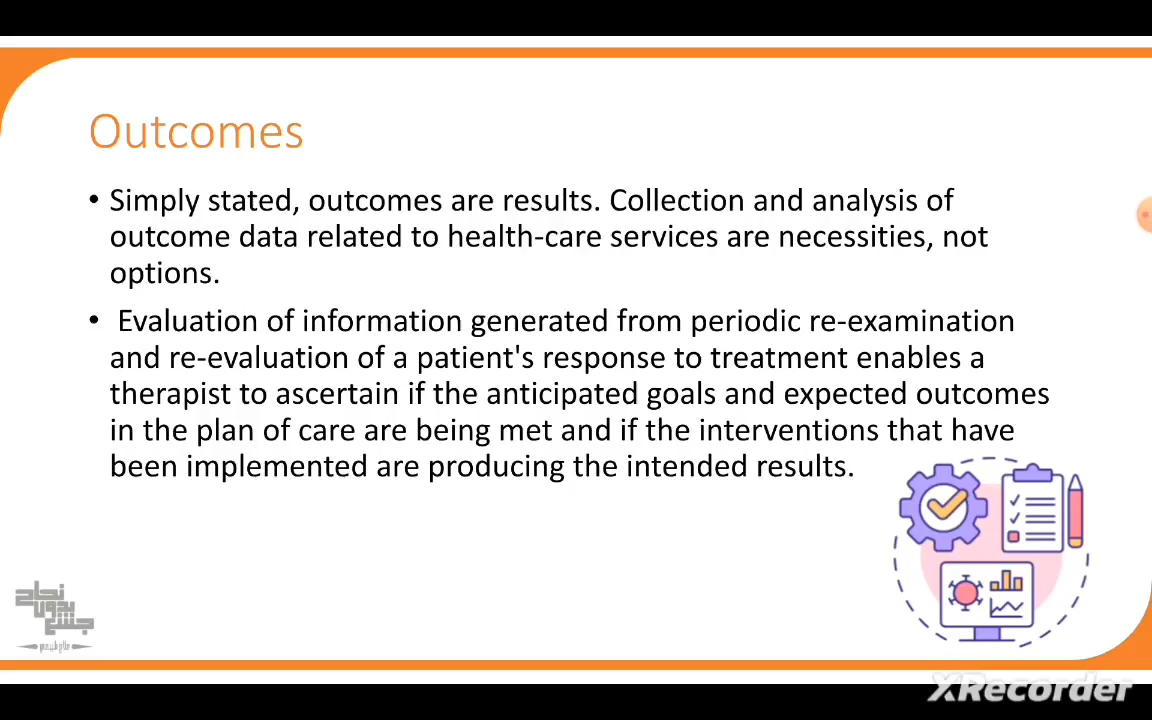 Outcomes
• Simply stated, outcomes are results. Collection and analysis of
outcome data related to health-care services are necessities, not
options.
• Evaluation of information generated from periodic re-examination
and re-evaluation of a patient's response to treatment enables a
therapist to ascertain if the anticipated goals and expected outcomes
in the plan of care are being met and if the interventions that have
been implemented are producing the intended results.
نجاح
بدون
جشع
XRecorder